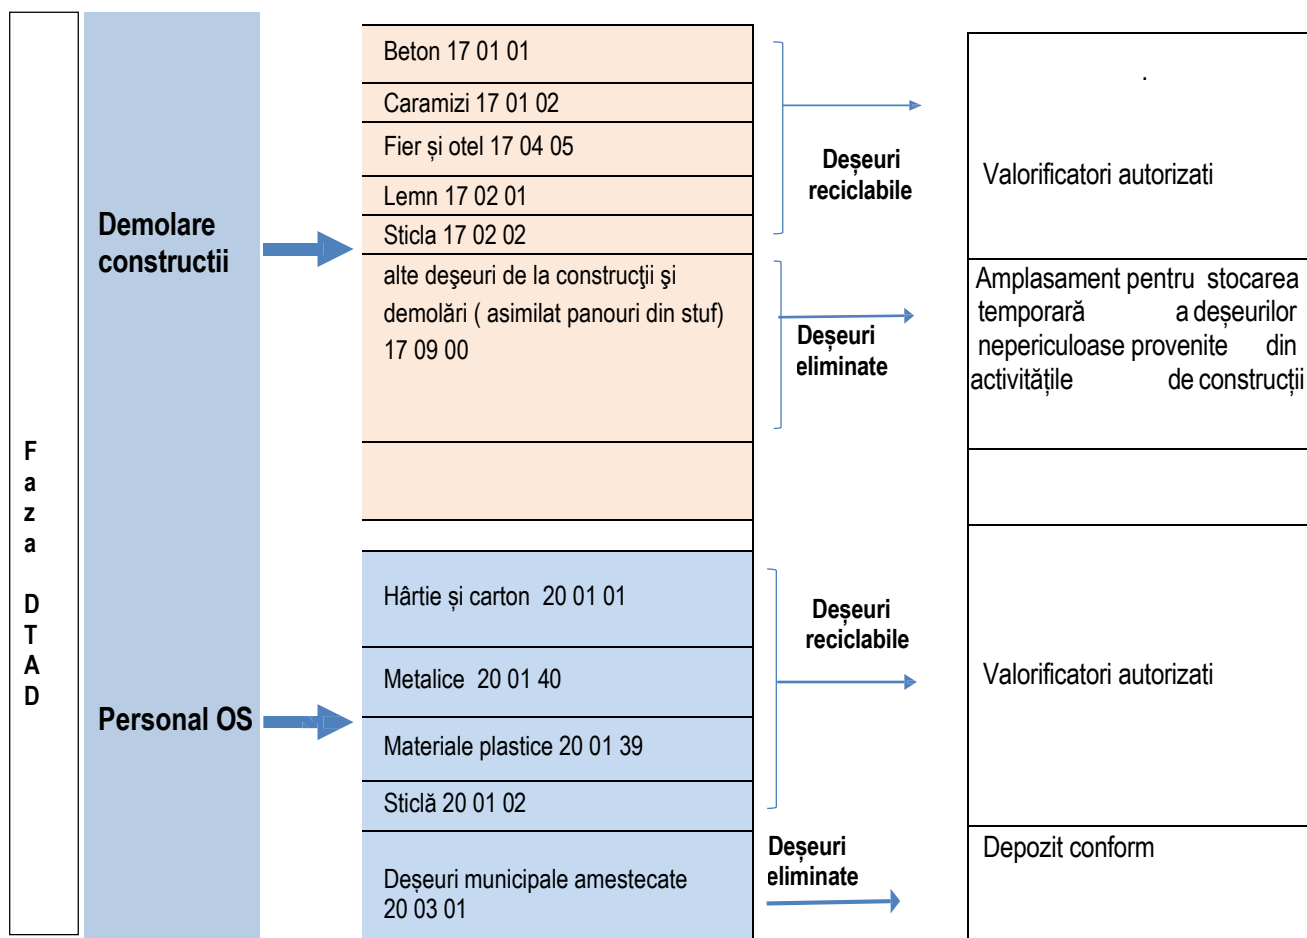 F
a
z
a
D
T
A
D
Demolare
constructii
Beton 17 01 01
Caramizi 17 01 02
Fier și otel 17 04 05
Lemn 17 02 01
Sticla 17 02 02
alte deşeuri de la construcţii şi
demolări ( asimilat panouri din stuf)
17 09 00
Deșeuri
reciclabile
.
Valorificatori autorizati
Deșeuri
eliminate
Amplasament pentru stocarea
temporară a deșeurilor
nepericuloase provenite din
activitățile de construcții
Personal OS
Hârtie și carton 20 01 01
Metalice 20 01 40
Materiale plastice 20 01 39
Sticlă 20 01 02
Deșeuri
reciclabile
Valorificatori autorizati
Deșeuri municipale amestecate
20 03 01
Deșeuri
eliminate
Depozit conform